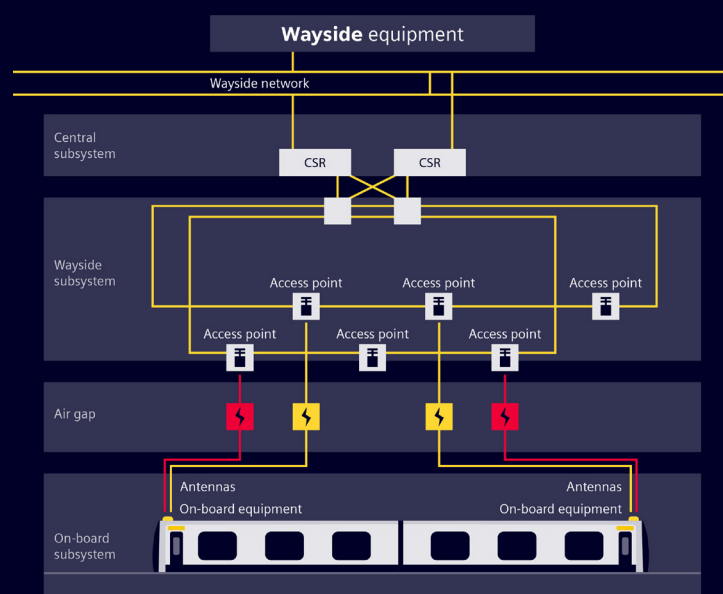 Wayside equipment
Wayside network
Central
subsystem
CSR
CSR
Wayside
subsystem
Access point
Access point
Access point
Access point
Access point
Access point
Air gap
Antennas
Antennas
On-board equipment
On-board equipment
On-board
subsystem